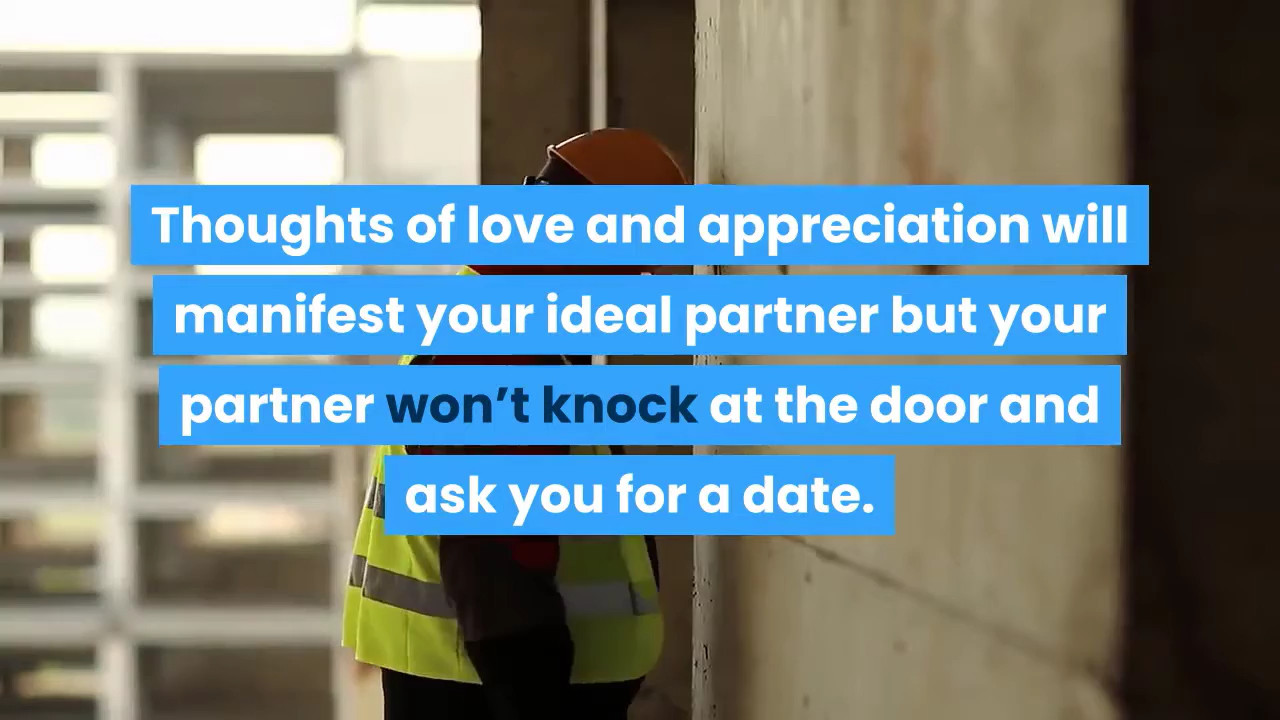 Thoughts of love and appreciation will
manifest your ideal partner but your
partner won’t knock at the door and
ask you for a date.